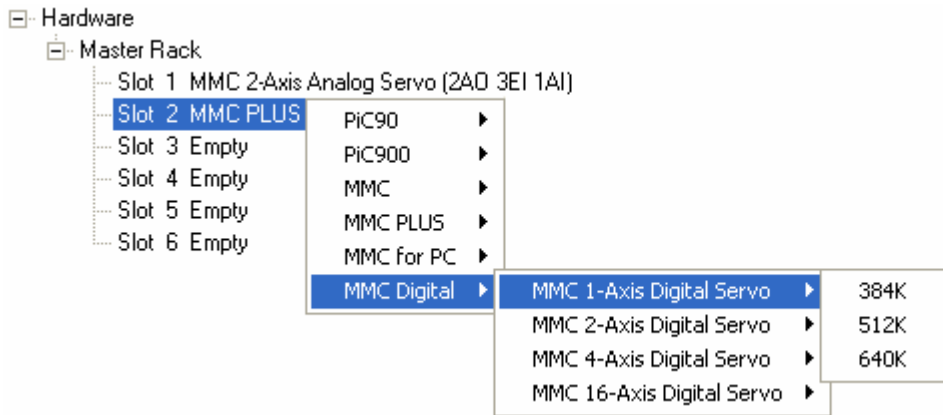 Hardware
Master Rack
Slot 1 MMC 2-Axis Analog Servo (2AO 3EI 1AI)
Slot 2 MMC PLUS
Slot 3 Empty
Slot 4 Empty
Slot 5 Empty
Slot 6 Empty
PiC90
PiC900
MMC
MMC PLUS
MMC for PC
MMC Digital
MMC 1-Axis Digital Servo
MMC 2-Axis Digital Servo
MMC 4-Axis Digital Servo
MMC 16-Axis Digital Servo
384K
512K
640K